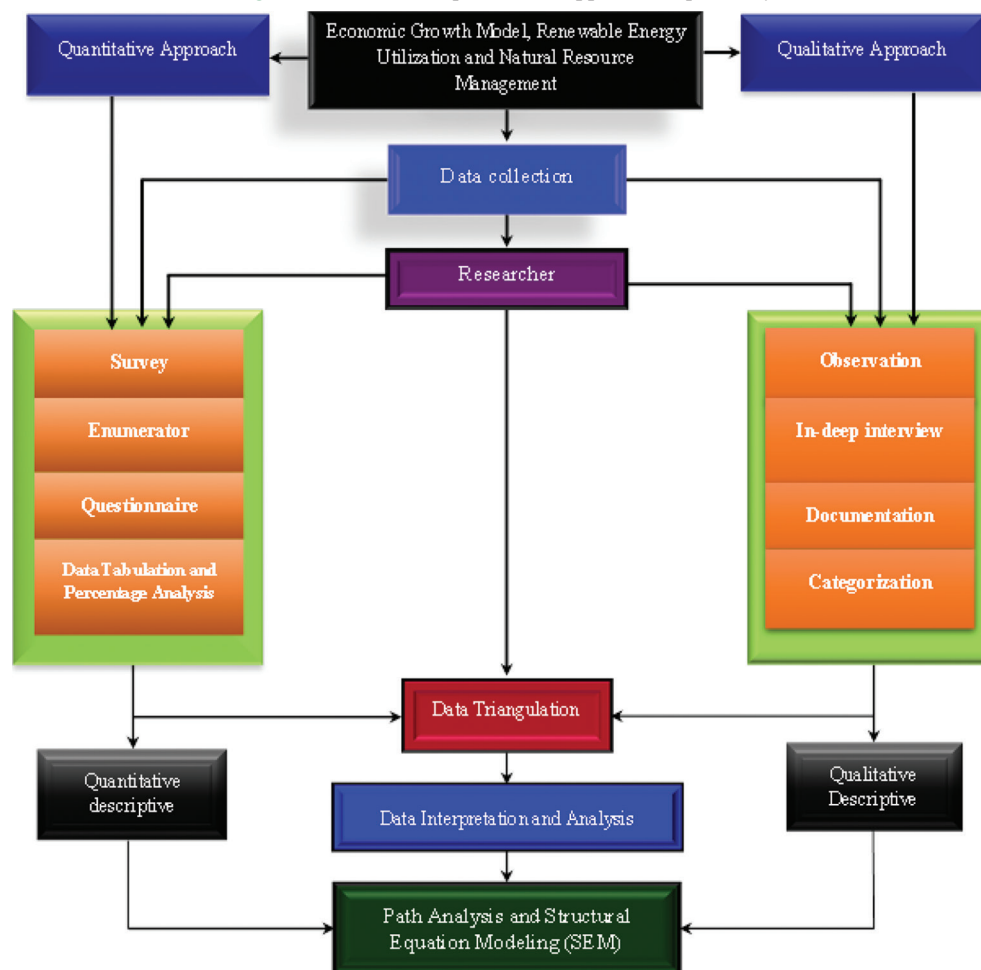 Economic Growth Model, Renewable Energy
Utilization and Natural Resource
Management
Quantitative Approach
Qualitative Approach
Data collection
Researcher
Survey
Enumerator
Questionnaire
Data Tabulation and
Percentage Analysis
Observation
In-deep interview
Documentation
Categorization
Data Triangulation
Quantitative
descriptive
Qualitative
Descriptive
Data Interpretation and Analysis
Path Analysis and Structural
Equation Modeling (SEM)